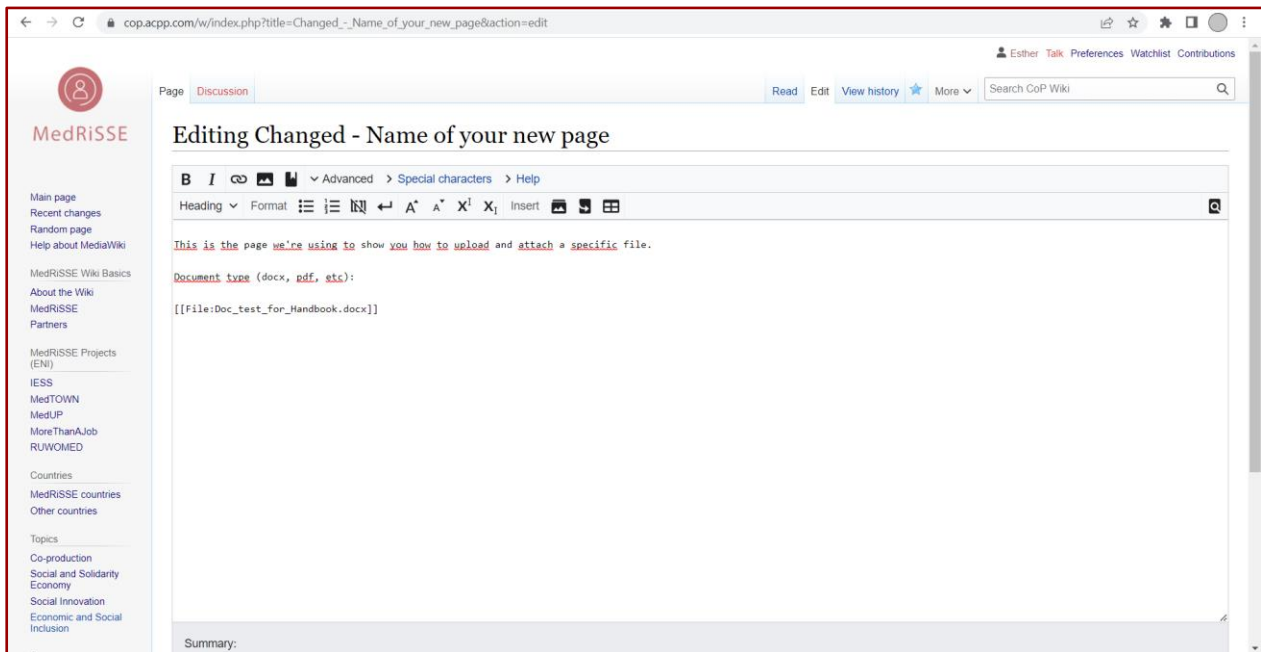 cop.acpp.com/w/index.php?title=Changed_-_Name_of_your_new_page&action=edit
Esther Talk Preferences Watchlist Contributions
Page Discussion Read Edit View history More Search CoP Wiki
MedRiSSE
Editing Changed - Name of your new page
B I Advanced Special characters Help
Heading Format A A X X Insert
This is the page we're using to show you how to upload and attach a specific file.
Document type (docx, pdf, etc):
[[File:Doc_test_for_Handbook.docx]]
Main page
Recent changes
Random page
Help about MediaWiki
MedRiSSE Wiki Basics
About the Wiki
MedRiSSE
Partners
MedRiSSE Projects
(ENI)
IESS
MedTOWN
MedUP
MoreThanAJob
RUWOMED
Countries
MedRiSSE countries
Other countries
Topics
Co-production
Social and Solidarity
Economy
Social Innovation
Economic and Social
Inclusion
Summary: